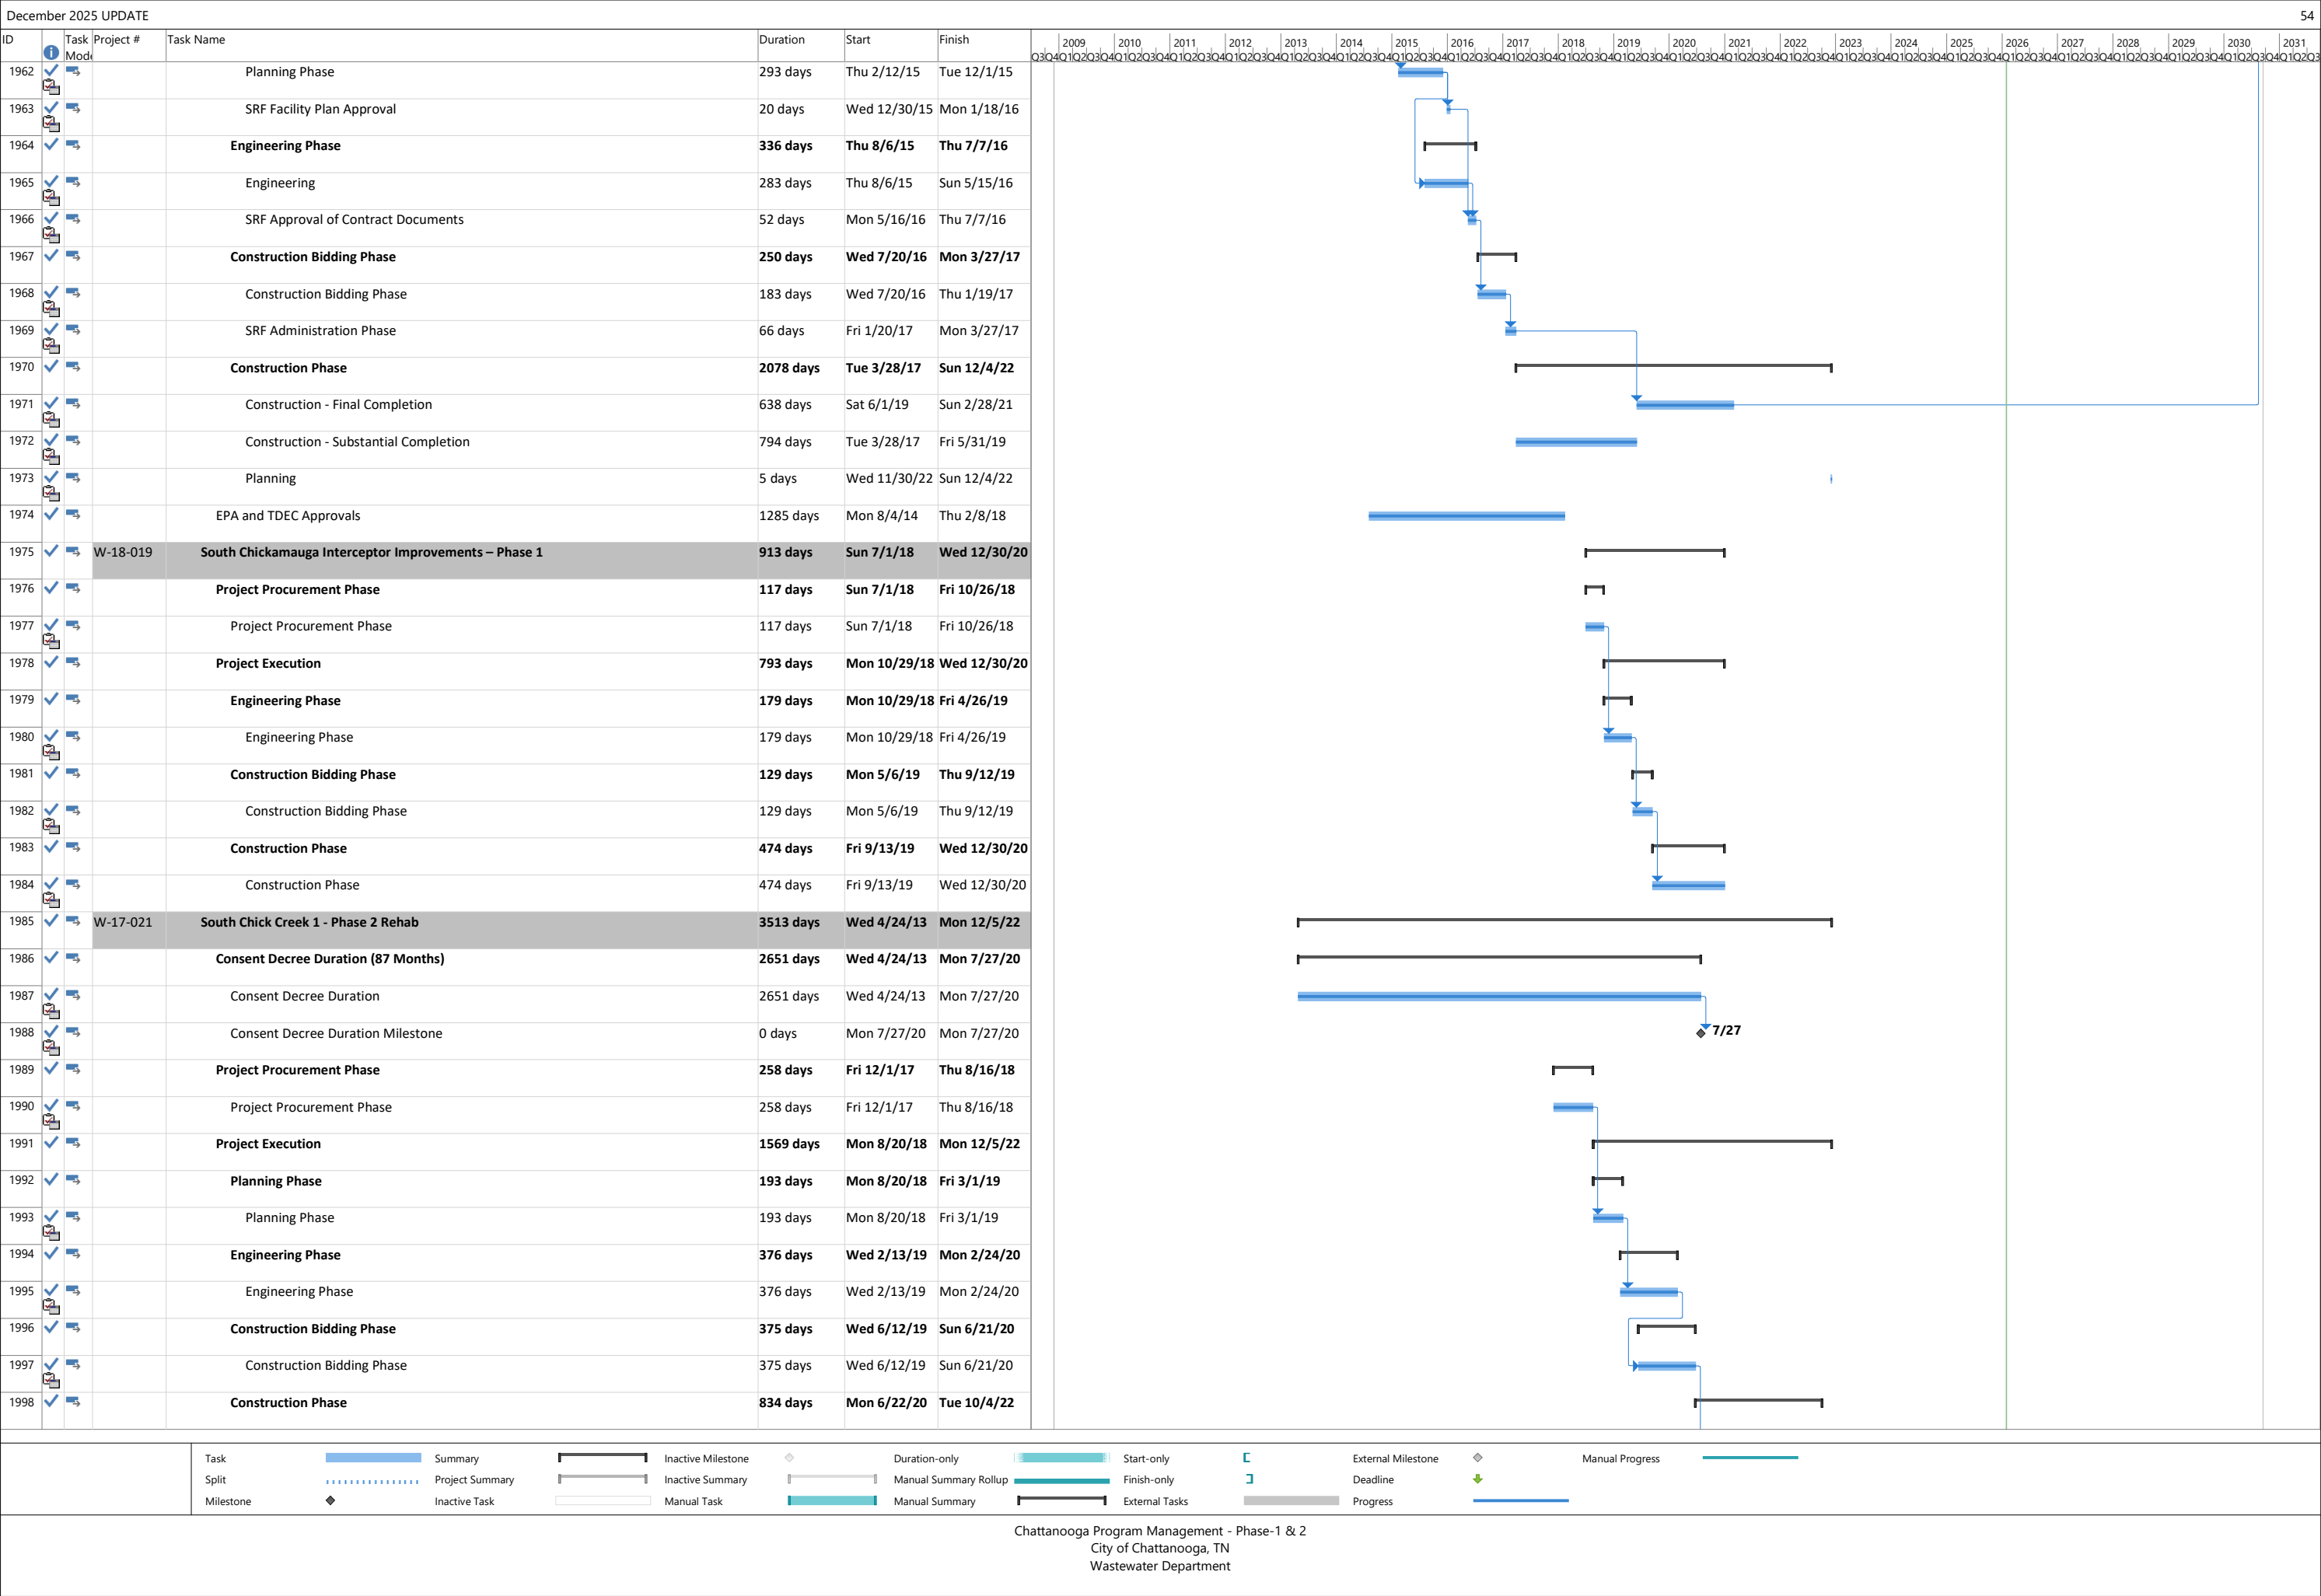 December 2025 UPDATE
54
ID Task Mode Project # Task Name Duration Start Finish
2009 2010 2011 2012 2013 2014 2015 2016 2017 2018 2019 2020 2021 2022 2023 2024 2025 2026 2027 2028 2029 2030 2031
Q3Q4Q1Q2Q3Q4Q1Q2Q3Q4Q1Q2Q3Q4Q1Q2Q3Q4Q1Q2Q3Q4Q1Q2Q3Q4Q1Q2Q3Q4Q1Q2Q3Q4Q1Q2Q3Q4Q1Q2Q3Q4Q1Q2Q3Q4Q1Q2Q3Q4Q1Q2Q3Q4Q1Q2Q3Q4Q1Q2Q3Q4Q1Q2Q3Q4Q1Q2Q3Q4Q1Q2Q3Q4Q1Q2Q3Q4Q1Q2Q3Q4Q1Q2Q3Q4Q1Q2Q3Q4Q1Q2Q3
1962 Planning Phase 293 days Thu 2/12/15 Tue 12/1/15
1963 SRF Facility Plan Approval 20 days Wed 12/30/15 Mon 1/18/16
1964 Engineering Phase 336 days Thu 8/6/15 Thu 7/7/16
1965 Engineering 283 days Thu 8/6/15 Sun 5/15/16
1966 SRF Approval of Contract Documents 52 days Mon 5/16/16 Thu 7/7/16
1967 Construction Bidding Phase 250 days Wed 7/20/16 Mon 3/27/17
1968 Construction Bidding Phase 183 days Wed 7/20/16 Thu 1/19/17
1969 SRF Administration Phase 66 days Fri 1/20/17 Mon 3/27/17
1970 Construction Phase 2078 days Tue 3/28/17 Sun 12/4/22
1971 Construction - Final Completion 638 days Sat 6/1/19 Sun 2/28/21
1972 Construction - Substantial Completion 794 days Tue 3/28/17 Fri 5/31/19
1973 Planning 5 days Wed 11/30/22 Sun 12/4/22
1974 EPA and TDEC Approvals 1285 days Mon 8/4/14 Thu 2/8/18
1975 W-18-019 South Chickamauga Interceptor Improvements – Phase 1 913 days Sun 7/1/18 Wed 12/30/20
1976 Project Procurement Phase 117 days Sun 7/1/18 Fri 10/26/18
1977 Project Procurement Phase 117 days Sun 7/1/18 Fri 10/26/18
1978 Project Execution 793 days Mon 10/29/18 Wed 12/30/20
1979 Engineering Phase 179 days Mon 10/29/18 Fri 4/26/19
1980 Engineering Phase 179 days Mon 10/29/18 Fri 4/26/19
1981 Construction Bidding Phase 129 days Mon 5/6/19 Thu 9/12/19
1982 Construction Bidding Phase 129 days Mon 5/6/19 Thu 9/12/19
1983 Construction Phase 474 days Fri 9/13/19 Wed 12/30/20
1984 Construction Phase 474 days Fri 9/13/19 Wed 12/30/20
1985 W-17-021 South Chick Creek 1 - Phase 2 Rehab 3513 days Wed 4/24/13 Mon 12/5/22
1986 Consent Decree Duration (87 Months) 2651 days Wed 4/24/13 Mon 7/27/20
1987 Consent Decree Duration 2651 days Wed 4/24/13 Mon 7/27/20
1988 Consent Decree Duration Milestone 0 days Mon 7/27/20 Mon 7/27/20 7/27
1989 Project Procurement Phase 258 days Fri 12/1/17 Thu 8/16/18
1990 Project Procurement Phase 258 days Fri 12/1/17 Thu 8/16/18
1991 Project Execution 1569 days Mon 8/20/18 Mon 12/5/22
1992 Planning Phase 193 days Mon 8/20/18 Fri 3/1/19
1993 Planning Phase 193 days Mon 8/20/18 Fri 3/1/19
1994 Engineering Phase 376 days Wed 2/13/19 Mon 2/24/20
1995 Engineering Phase 376 days Wed 2/13/19 Mon 2/24/20
1996 Construction Bidding Phase 375 days Wed 6/12/19 Sun 6/21/20
1997 Construction Bidding Phase 375 days Wed 6/12/19 Sun 6/21/20
1998 Construction Phase 834 days Mon 6/22/20 Tue 10/4/22
Task Summary Inactive Milestone Duration-only Start-only External Milestone Manual Progress
Split Project Summary Inactive Summary Manual Summary Rollup Finish-only Deadline
Milestone Inactive Task Manual Task Manual Summary External Tasks Progress
Chattanooga Program Management - Phase-1 & 2
City of Chattanooga, TN
Wastewater Department